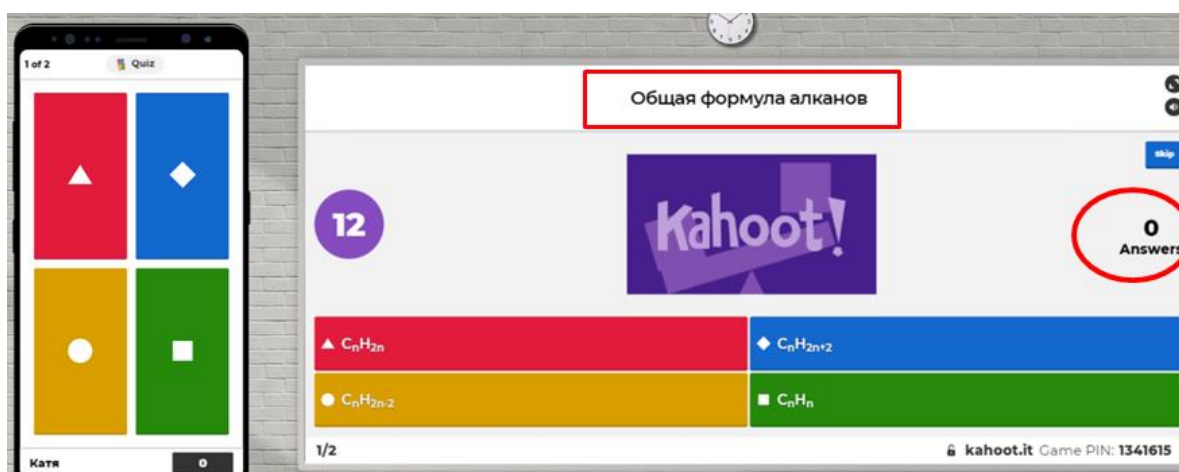 1 of 2
Quiz
Катя
0
Общая формула алканов
Skip
12
Kahoot!
0
Answers
▲ CₙH₂ₙ
◆ CₙH₂ₙ₊₂
● CₙH₂ₙ₋₂
■ CₙHₙ
1/2
kahoot.it Game PIN: 1341615